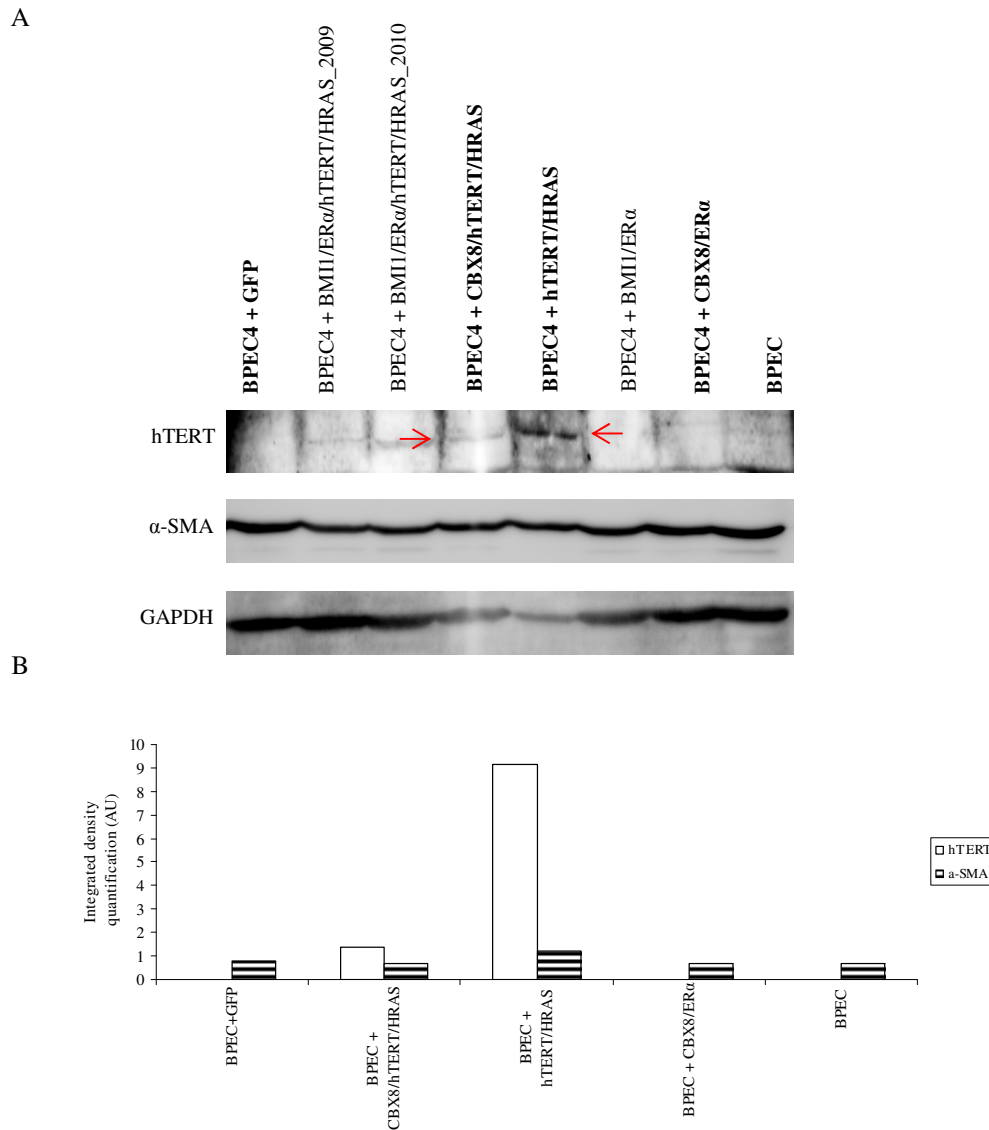 A
BPEC4 + GFP
BPEC4 + BMI1/ERα/hTERT/HRAS_2009
BPEC4 + BMI1/ERα/hTERT/HRAS_2010
BPEC4 + CBX8/hTERT/HRAS
BPEC4 + hTERT/HRAS
BPEC4 + BMI1/ERα
BPEC4 + CBX8/ERα
BPEC
hTERT
α-SMA
GAPDH
B
Integrated density
quantification (AU)
10
9
8
7
6
5
4
3
2
1
0
BPEC+GFP
BPEC +
CBX8/hTERT/HRAS
BPEC +
hTERT/HRAS
BPEC + CBX8/ERα
BPEC
hTERT
a-SMA